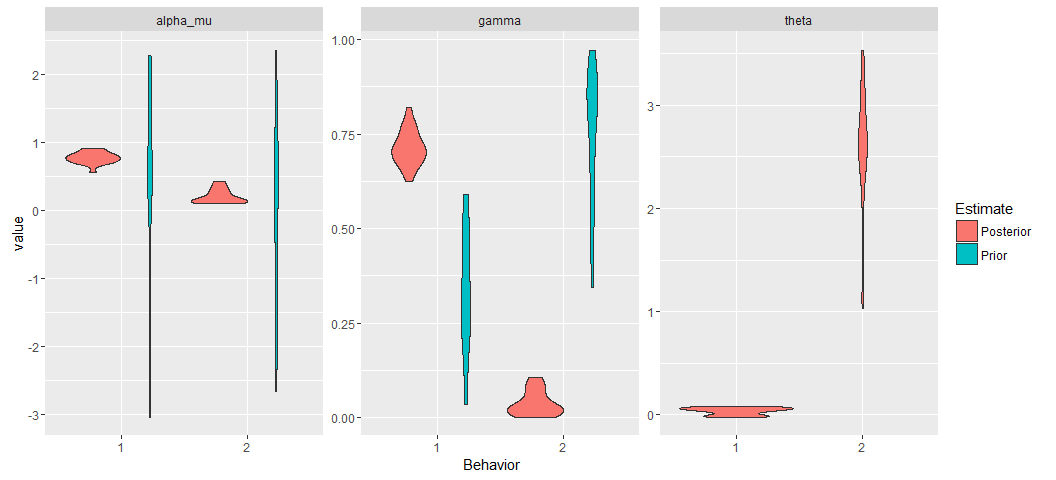 alpha_mu
gamma
theta
value
2
1
0
-1
-2
-3
1.00
0.75
0.50
0.25
0.00
3
2
1
0
1
2
1
2
1
2
Behavior
Estimate
Posterior
Prior